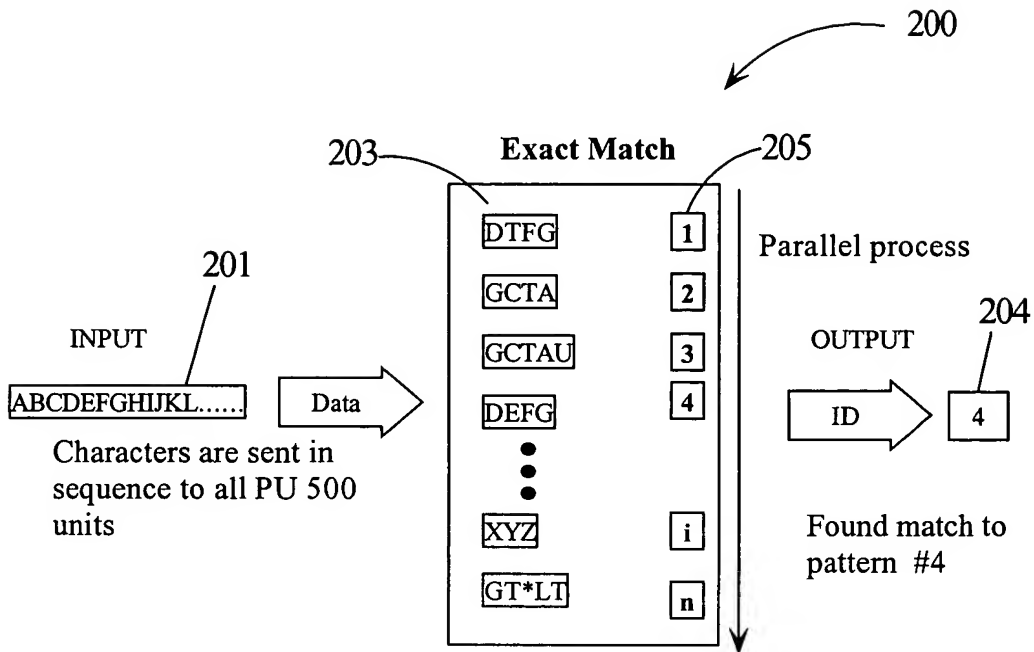 200
203
Exact Match
205
DTFG
1
Parallel process
201
GCTA
2
204
INPUT
GCTAU
3
OUTPUT
ABCDEFGHIJKL......
Data
DEFG
4
ID
4
Characters are sent in
sequence to all PU 500
units
XYZ
i
Found match to
pattern #4
GT*LT
n